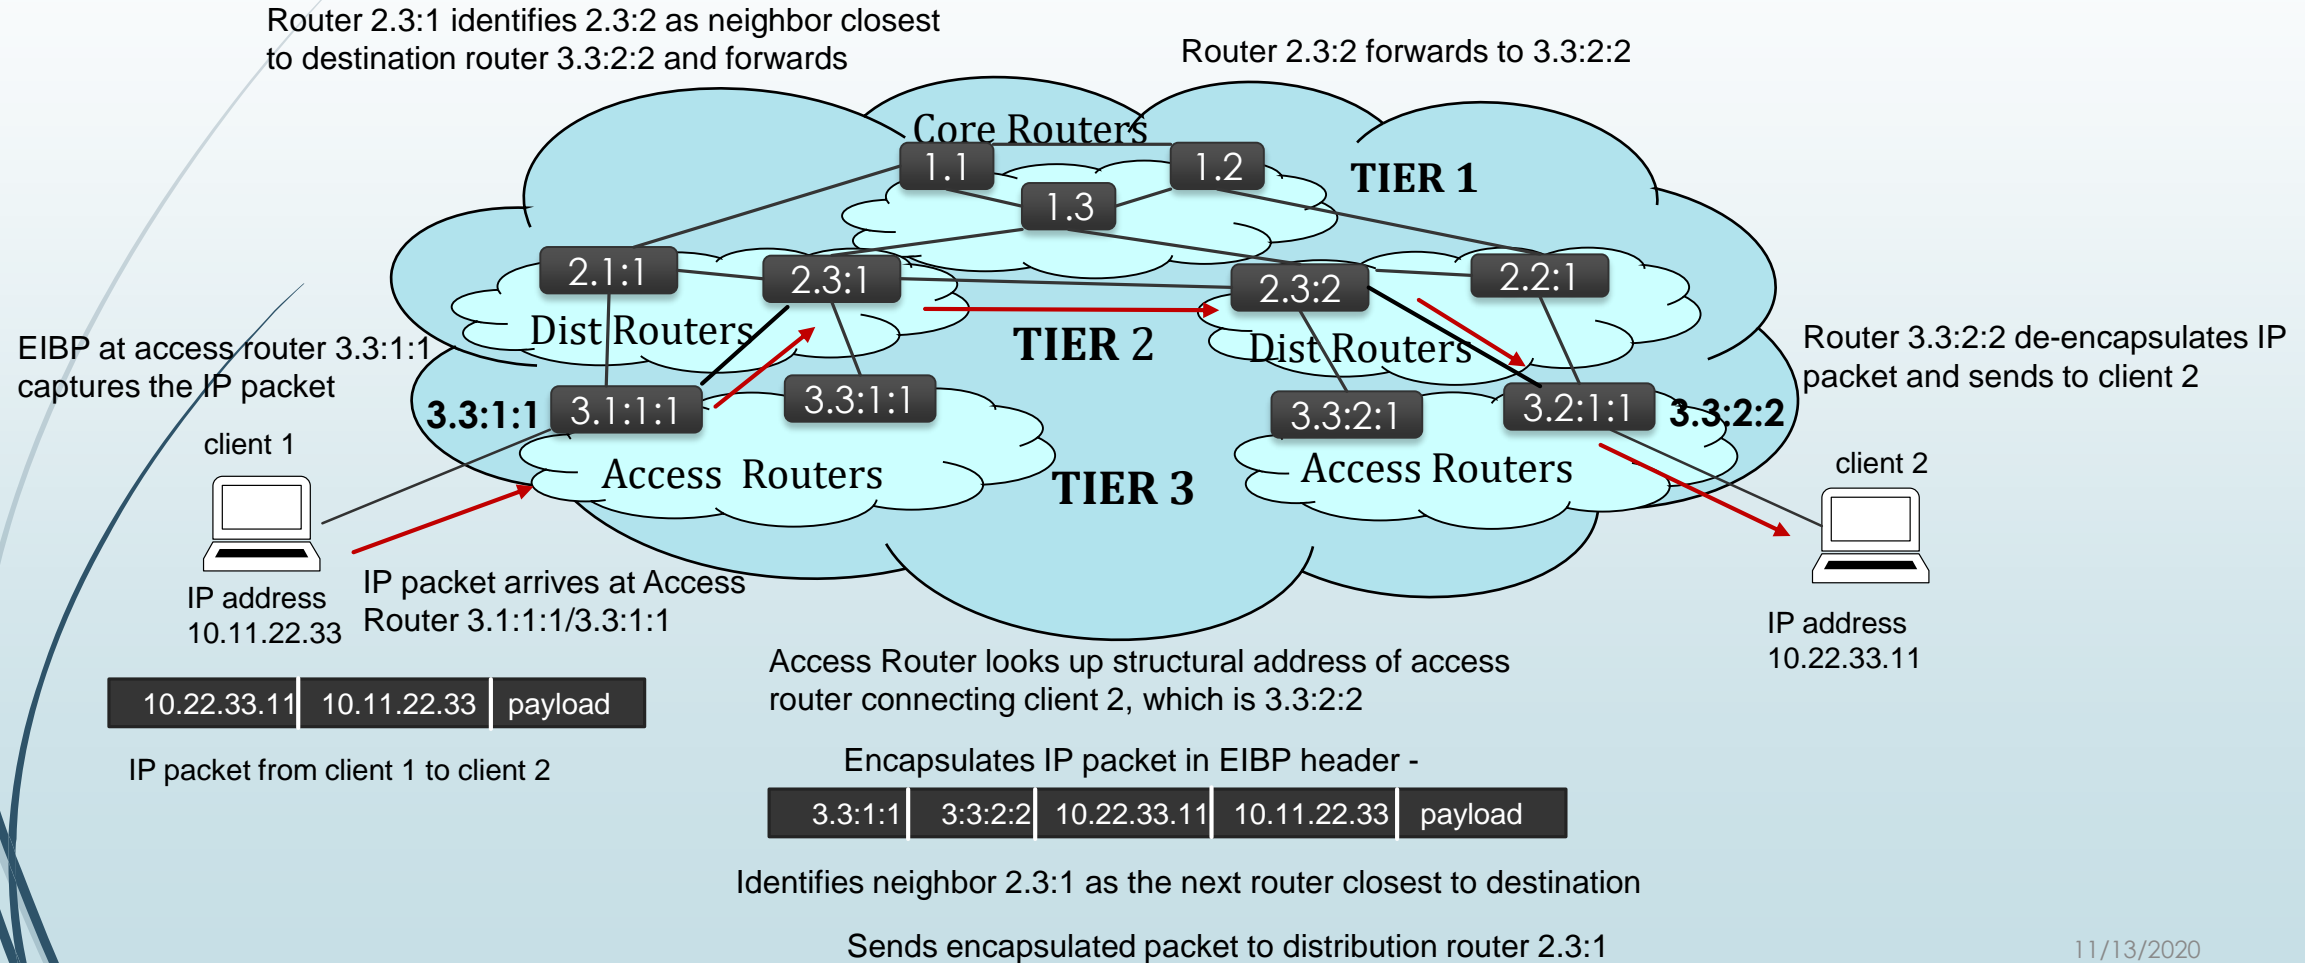 Router 2.3:1 identifies 2.3:2 as neighbor closest
to destination router 3.3:2:2 and forwards
Router 2.3:2 forwards to 3.3:2:2
Core Routers
1.1
1.2
TIER 1
1.3
2.1:1
2.3:1
2.3:2
2.2:1
Dist Routers
TIER 2
Dist Routers
EIBP at access router 3.3:1:1
captures the IP packet
Router 3.3:2:2 de-encapsulates IP
packet and sends to client 2
3.3:1:1
3.1:1:1
3.3:1:1
3.3:2:1
3.2:1:1
3.3:2:2
client 1
Access Routers
TIER 3
Access Routers
client 2
IP address
10.11.22.33
IP packet arrives at Access
Router 3.1:1:1/3.3:1:1
IP address
10.22.33.11
Access Router looks up structural address of access
router connecting client 2, which is 3.3:2:2
10.22.33.11 10.11.22.33 payload
IP packet from client 1 to client 2
Encapsulates IP packet in EIBP header -
3.3:1:1 3:3:2:2 10.22.33.11 10.11.22.33 payload
Identifies neighbor 2.3:1 as the next router closest to destination
Sends encapsulated packet to distribution router 2.3:1
11/13/2020